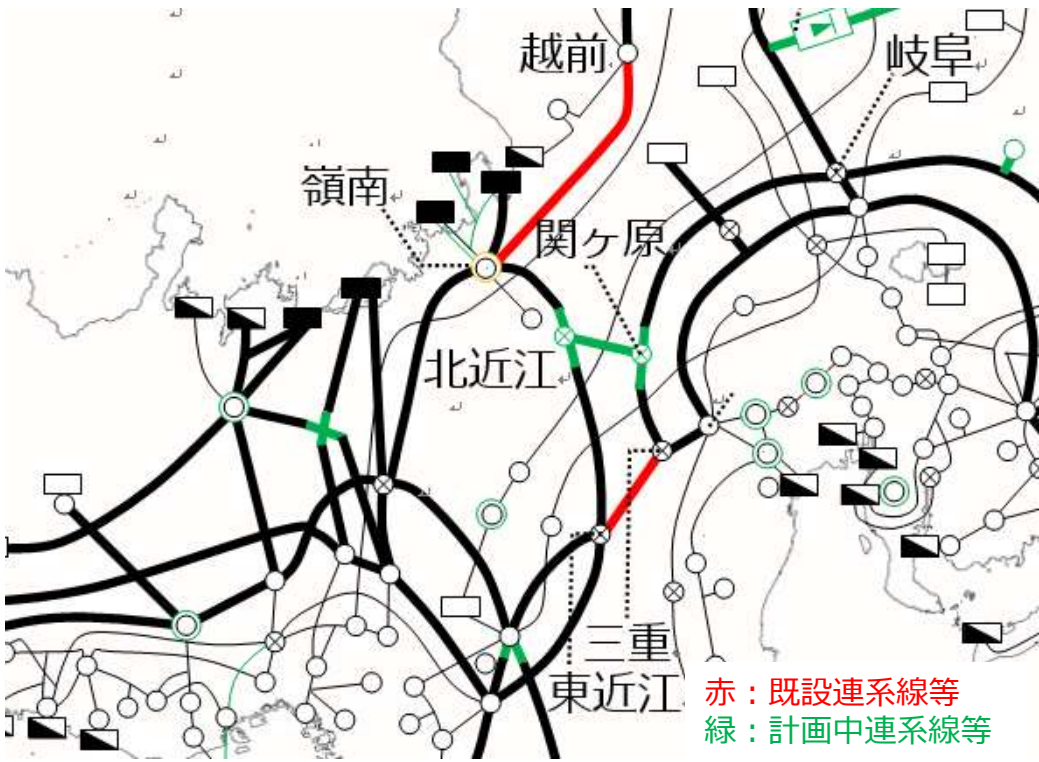 越前
岐阜
嶺南
関ヶ原
北近江
三重
東近江
赤：既設連系線等
緑：計画中連系線等